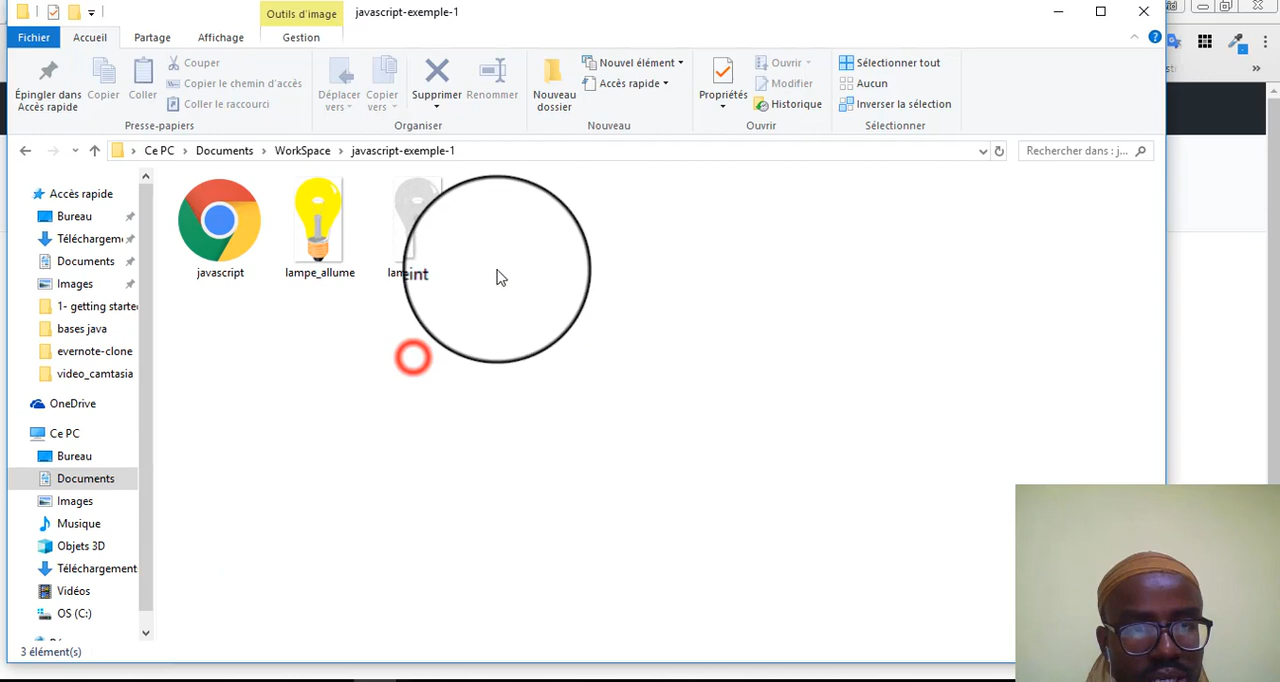 Outils d'image
javascript-exemple-1
Fichier
Accueil
Partage
Affichage
Gestion
Épingler dans
Accès rapide
Copier
Coller
Couper
Copier le chemin d'accès
Coller le raccourci
Presse-papiers
Déplacer
vers
Copier
vers
Supprimer
Renommer
Organiser
Nouveau
dossier
Nouvel élément
Accès rapide
Nouveau
Propriétés
Ouvrir
Modifier
Historique
Ouvrir
Sélectionner tout
Aucun
Inverser la sélection
Sélectionner
Ce PC
Documents
WorkSpace
javascript-exemple-1
Rechercher dans : j...
Accès rapide
Bureau
Téléchargem
Documents
Images
1- getting starte
bases java
evernote-clone
video_camtasia
OneDrive
Ce PC
Bureau
Documents
Images
Musique
Objets 3D
Téléchargement
Vidéos
OS (C:)
javascript
lampe_allume
eint
3 élément(s)